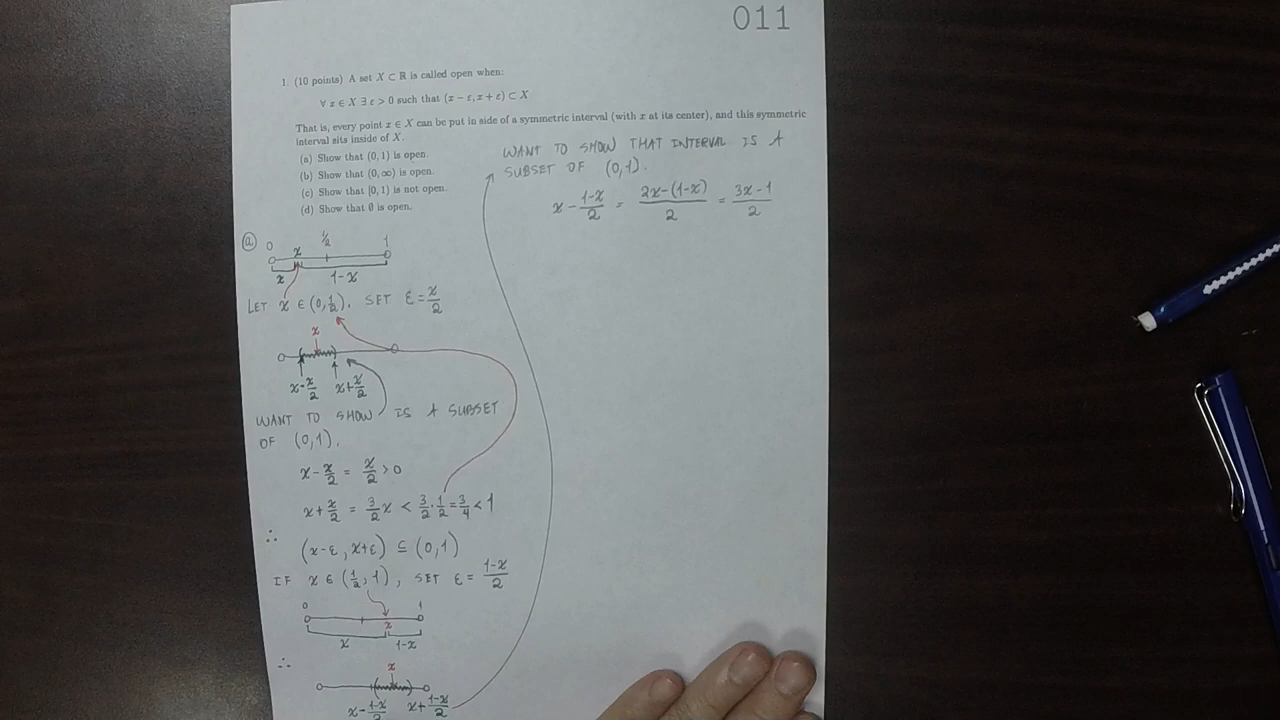 011
1. (10 points) A set X ⊂ R is called open when:
∀ x ∈ X ∃ ε > 0 such that (x − ε, x + ε) ⊂ X
That is, every point x ∈ X can be put in side of a symmetric interval (with x at its center), and this symmetric
interval sits inside of X.
(a) Show that (0, 1) is open.
(b) Show that (0, ∞) is open.
(c) Show that [0, 1) is not open.
(d) Show that ∅ is open.
(a)
0 x 1/2 1
x 1-x
LET x ∈ (0, 1/2). SET ε = x/2
x
x - x/2 x + x/2
WANT TO SHOW IS A SUBSET
OF (0,1).
x - x/2 = x/2 > 0
x + x/2 = 3/2 x < 3/2 · 1/2 = 3/4 < 1
∴
(x-ε, x+ε) ⊆ (0,1)
IF x ∈ (1/2, 1), SET ε = (1-x)/2
0 1
x
x 1-x
∴
x
x - (1-x)/2 x + (1-x)/2
WANT TO SHOW THAT INTERVAL IS A
SUBSET OF (0,1).
x - (1-x)/2 = (2x-(1-x))/2 = (3x-1)/2